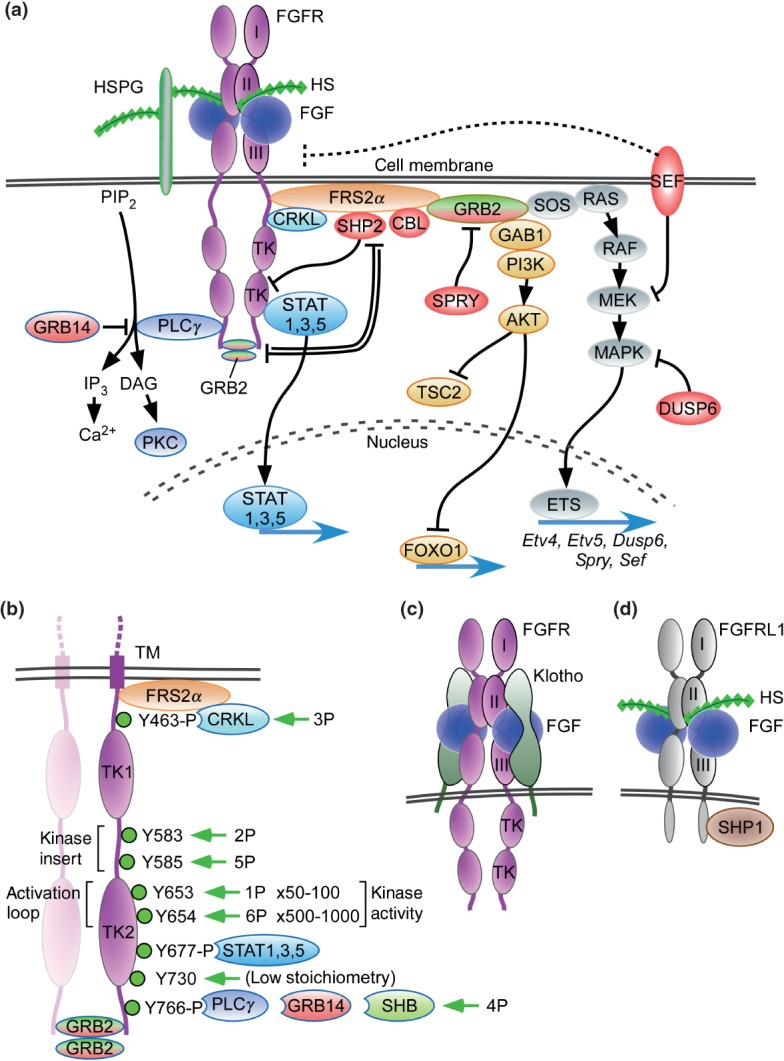 (a)
FGFR
I
II
HSPG
HS
FGF
III
Cell membrane
SEF
PIP2
FRS2α
CRKL
SHP2
CBL
GRB2
SOS
RAS
TK
GAB1
RAF
PI3K
TK
STAT
1,3,5
SPRY
MEK
GRB14
PLCγ
AKT
MAPK
GRB2
IP3
DAG
TSC2
DUSP6
Ca2+
PKC
Nucleus
STAT
1,3,5
ETS
FOXO1
Etv4, Etv5, Dusp6,
Spry, Sef
(b)
TM
FRS2α
Y463-P
CRKL
3P
TK1
Kinase
insert
Y583
2P
Y585
5P
Activation
loop
Y653
1P x50-100
Y654
6P x500-1000
Kinase
activity
TK2
Y677-P
STAT1,3,5
Y730
(Low stoichiometry)
Y766-P
PLCγ
GRB14
SHB
4P
GRB2
GRB2
(c)
FGFR
I
Klotho
II
FGF
III
TK
TK
(d)
FGFRL1
I
II
HS
FGF
III
SHP1